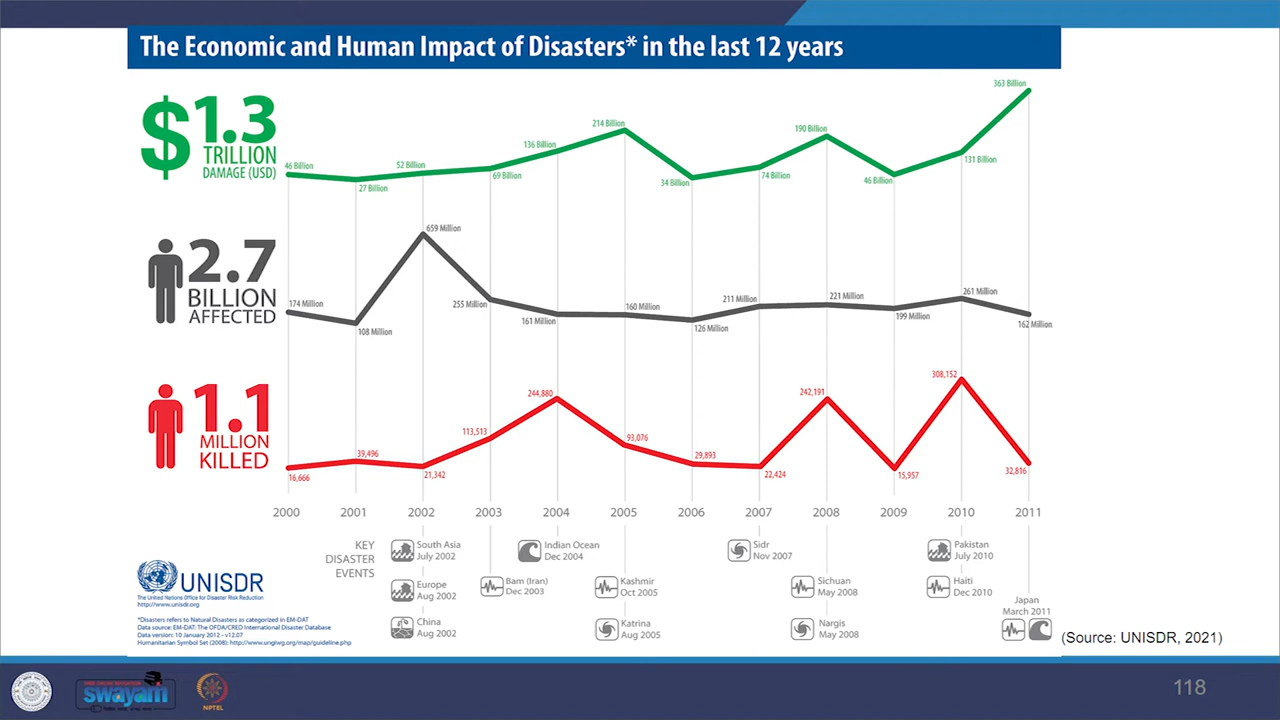 The Economic and Human Impact of Disasters* in the last 12 years
$1.3
TRILLION
DAMAGE (USD)
46 Billion
27 Billion
52 Billion
69 Billion
136 Billion
214 Billion
34 Billion
74 Billion
190 Billion
46 Billion
131 Billion
363 Billion
2.7
BILLION
AFFECTED
174 Million
108 Million
659 Million
255 Million
161 Million
160 Million
126 Million
211 Million
221 Million
199 Million
261 Million
162 Million
1.1
MILLION
KILLED
16,666
39,496
21,342
113,513
244,880
93,076
29,893
22,424
242,191
15,957
308,152
32,816
2000 2001 2002 2003 2004 2005 2006 2007 2008 2009 2010 2011
KEY
DISASTER
EVENTS
South Asia
July 2002
Europe
Aug 2002
China
Aug 2002
Bam (Iran)
Dec 2003
Indian Ocean
Dec 2004
Kashmir
Oct 2005
Katrina
Aug 2005
Sidr
Nov 2007
Sichuan
May 2008
Nargis
May 2008
Pakistan
July 2010
Haiti
Dec 2010
Japan
March 2011
UNISDR
The United Nations Office for Disaster Risk Reduction
http://www.unisdr.org
*Disasters refers to Natural Disasters as categorized in EM-DAT
Data source: EM-DAT: The OFDA/CRED International Disaster Database
Data version: 10 January 2012 - v12.07
Humanitarian Symbol Set (2008): http://www.ungiwg.org/map/guideline.php
(Source: UNISDR, 2021)
swayam
NPTEL
118